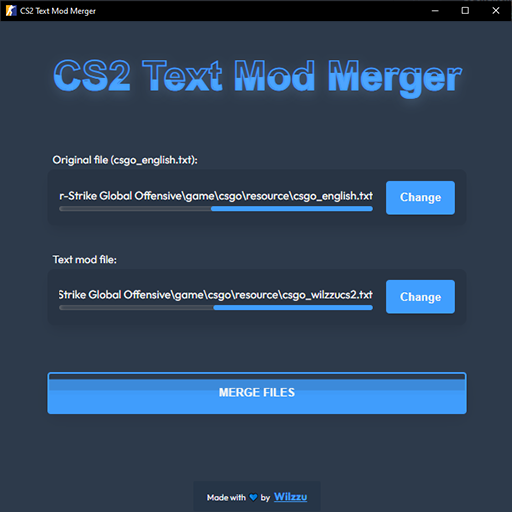 CS2 Text Mod Merger
CS2 Text Mod Merger
Original file (csgo_english.txt):
r-Strike Global Offensive\game\csgo\resource\csgo_english.txt
Change
Text mod file:
Strike Global Offensive\game\csgo\resource\csgo_wilzzucs2.txt
Change
MERGE FILES
Made with 💙 by Wilzzu